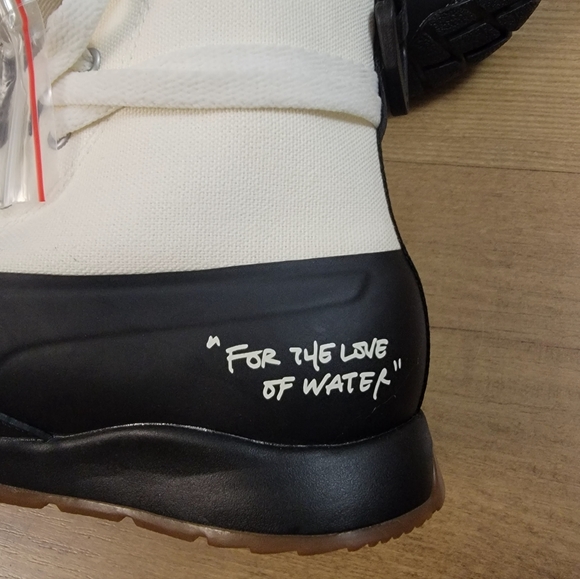 "FOR THE LOVE
OF WATER"